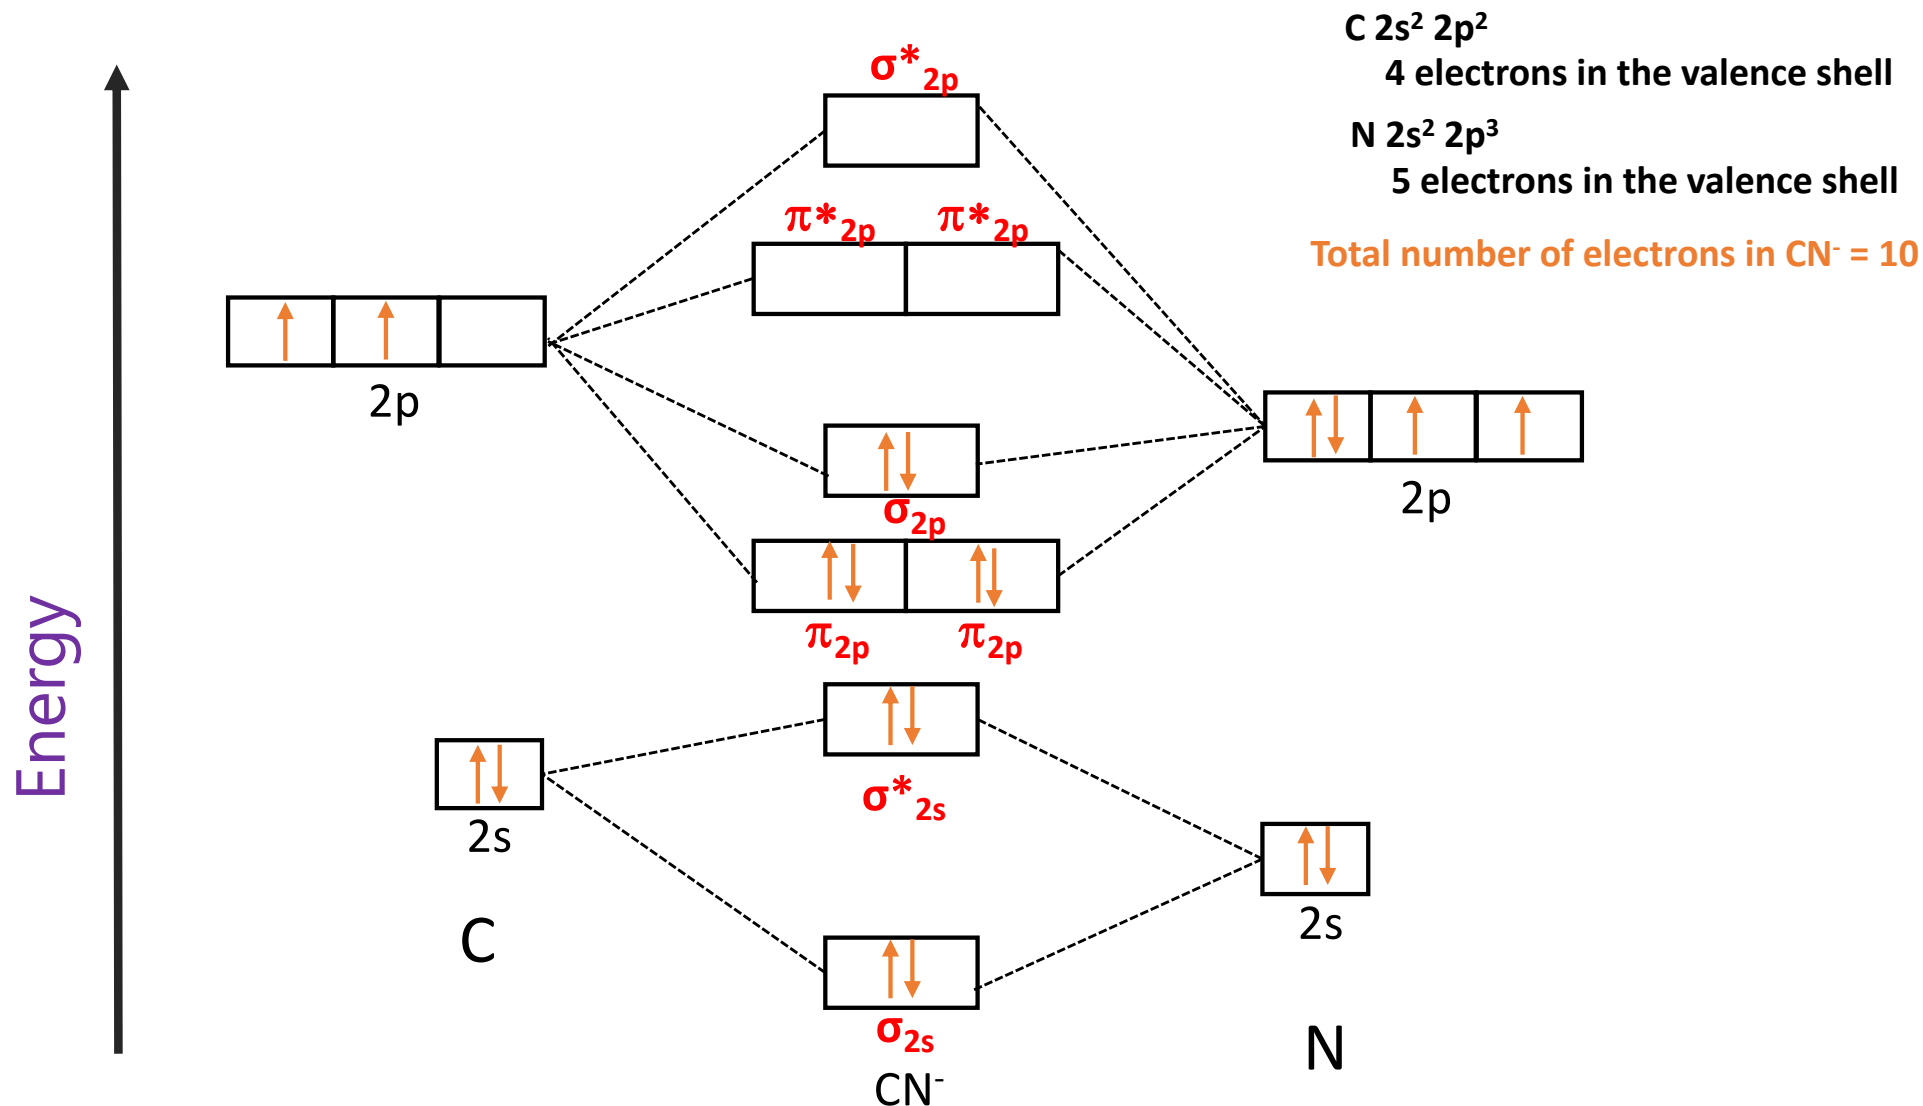 C 2s² 2p²
4 electrons in the valence shell
N 2s² 2p³
5 electrons in the valence shell
Total number of electrons in CN⁻ = 10
σ*2p
π*2p π*2p
2p
2p
σ2p
π2p π2p
Energy
σ*2s
2s
2s
C
σ2s
N
CN⁻